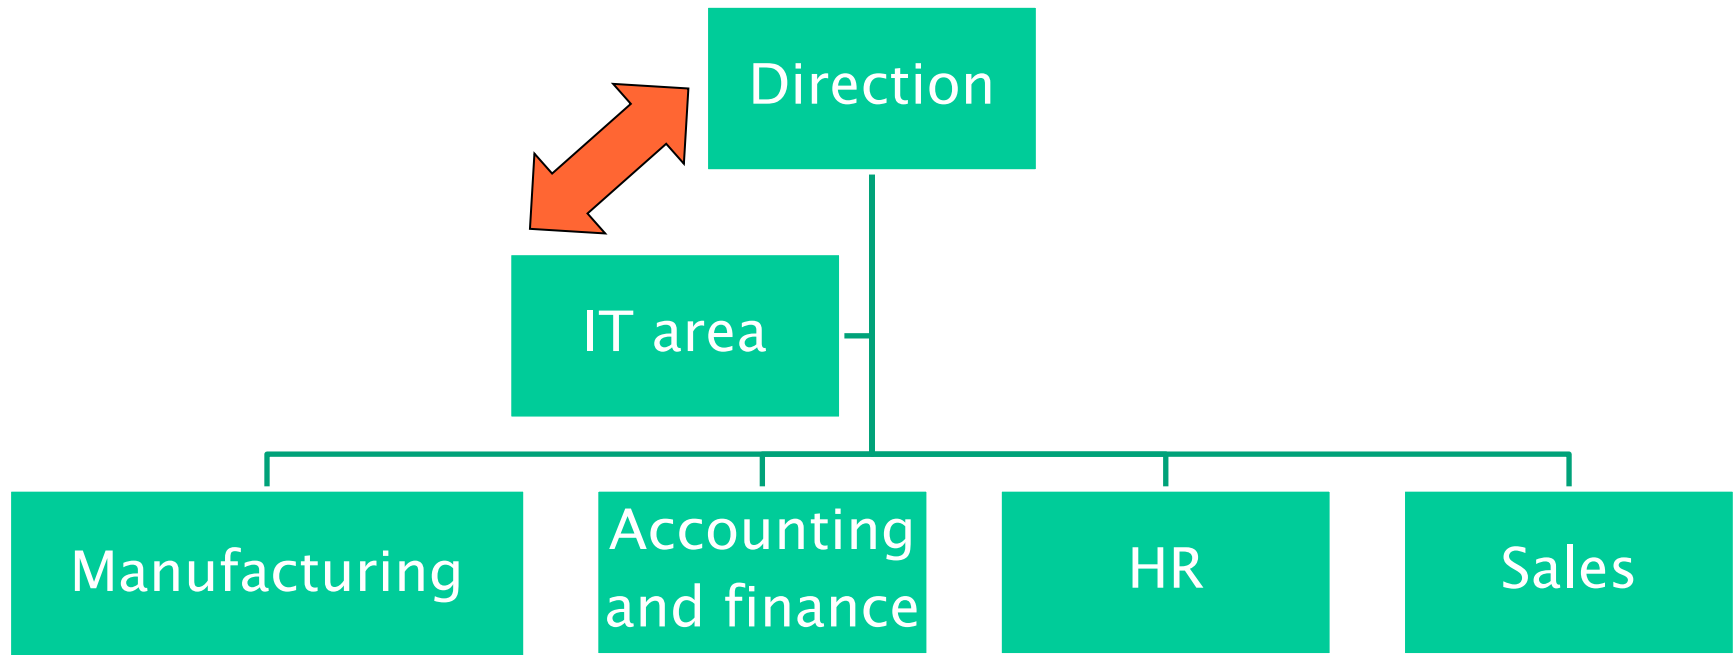 Direction
IT area
Manufacturing
Accounting
and finance
HR
Sales